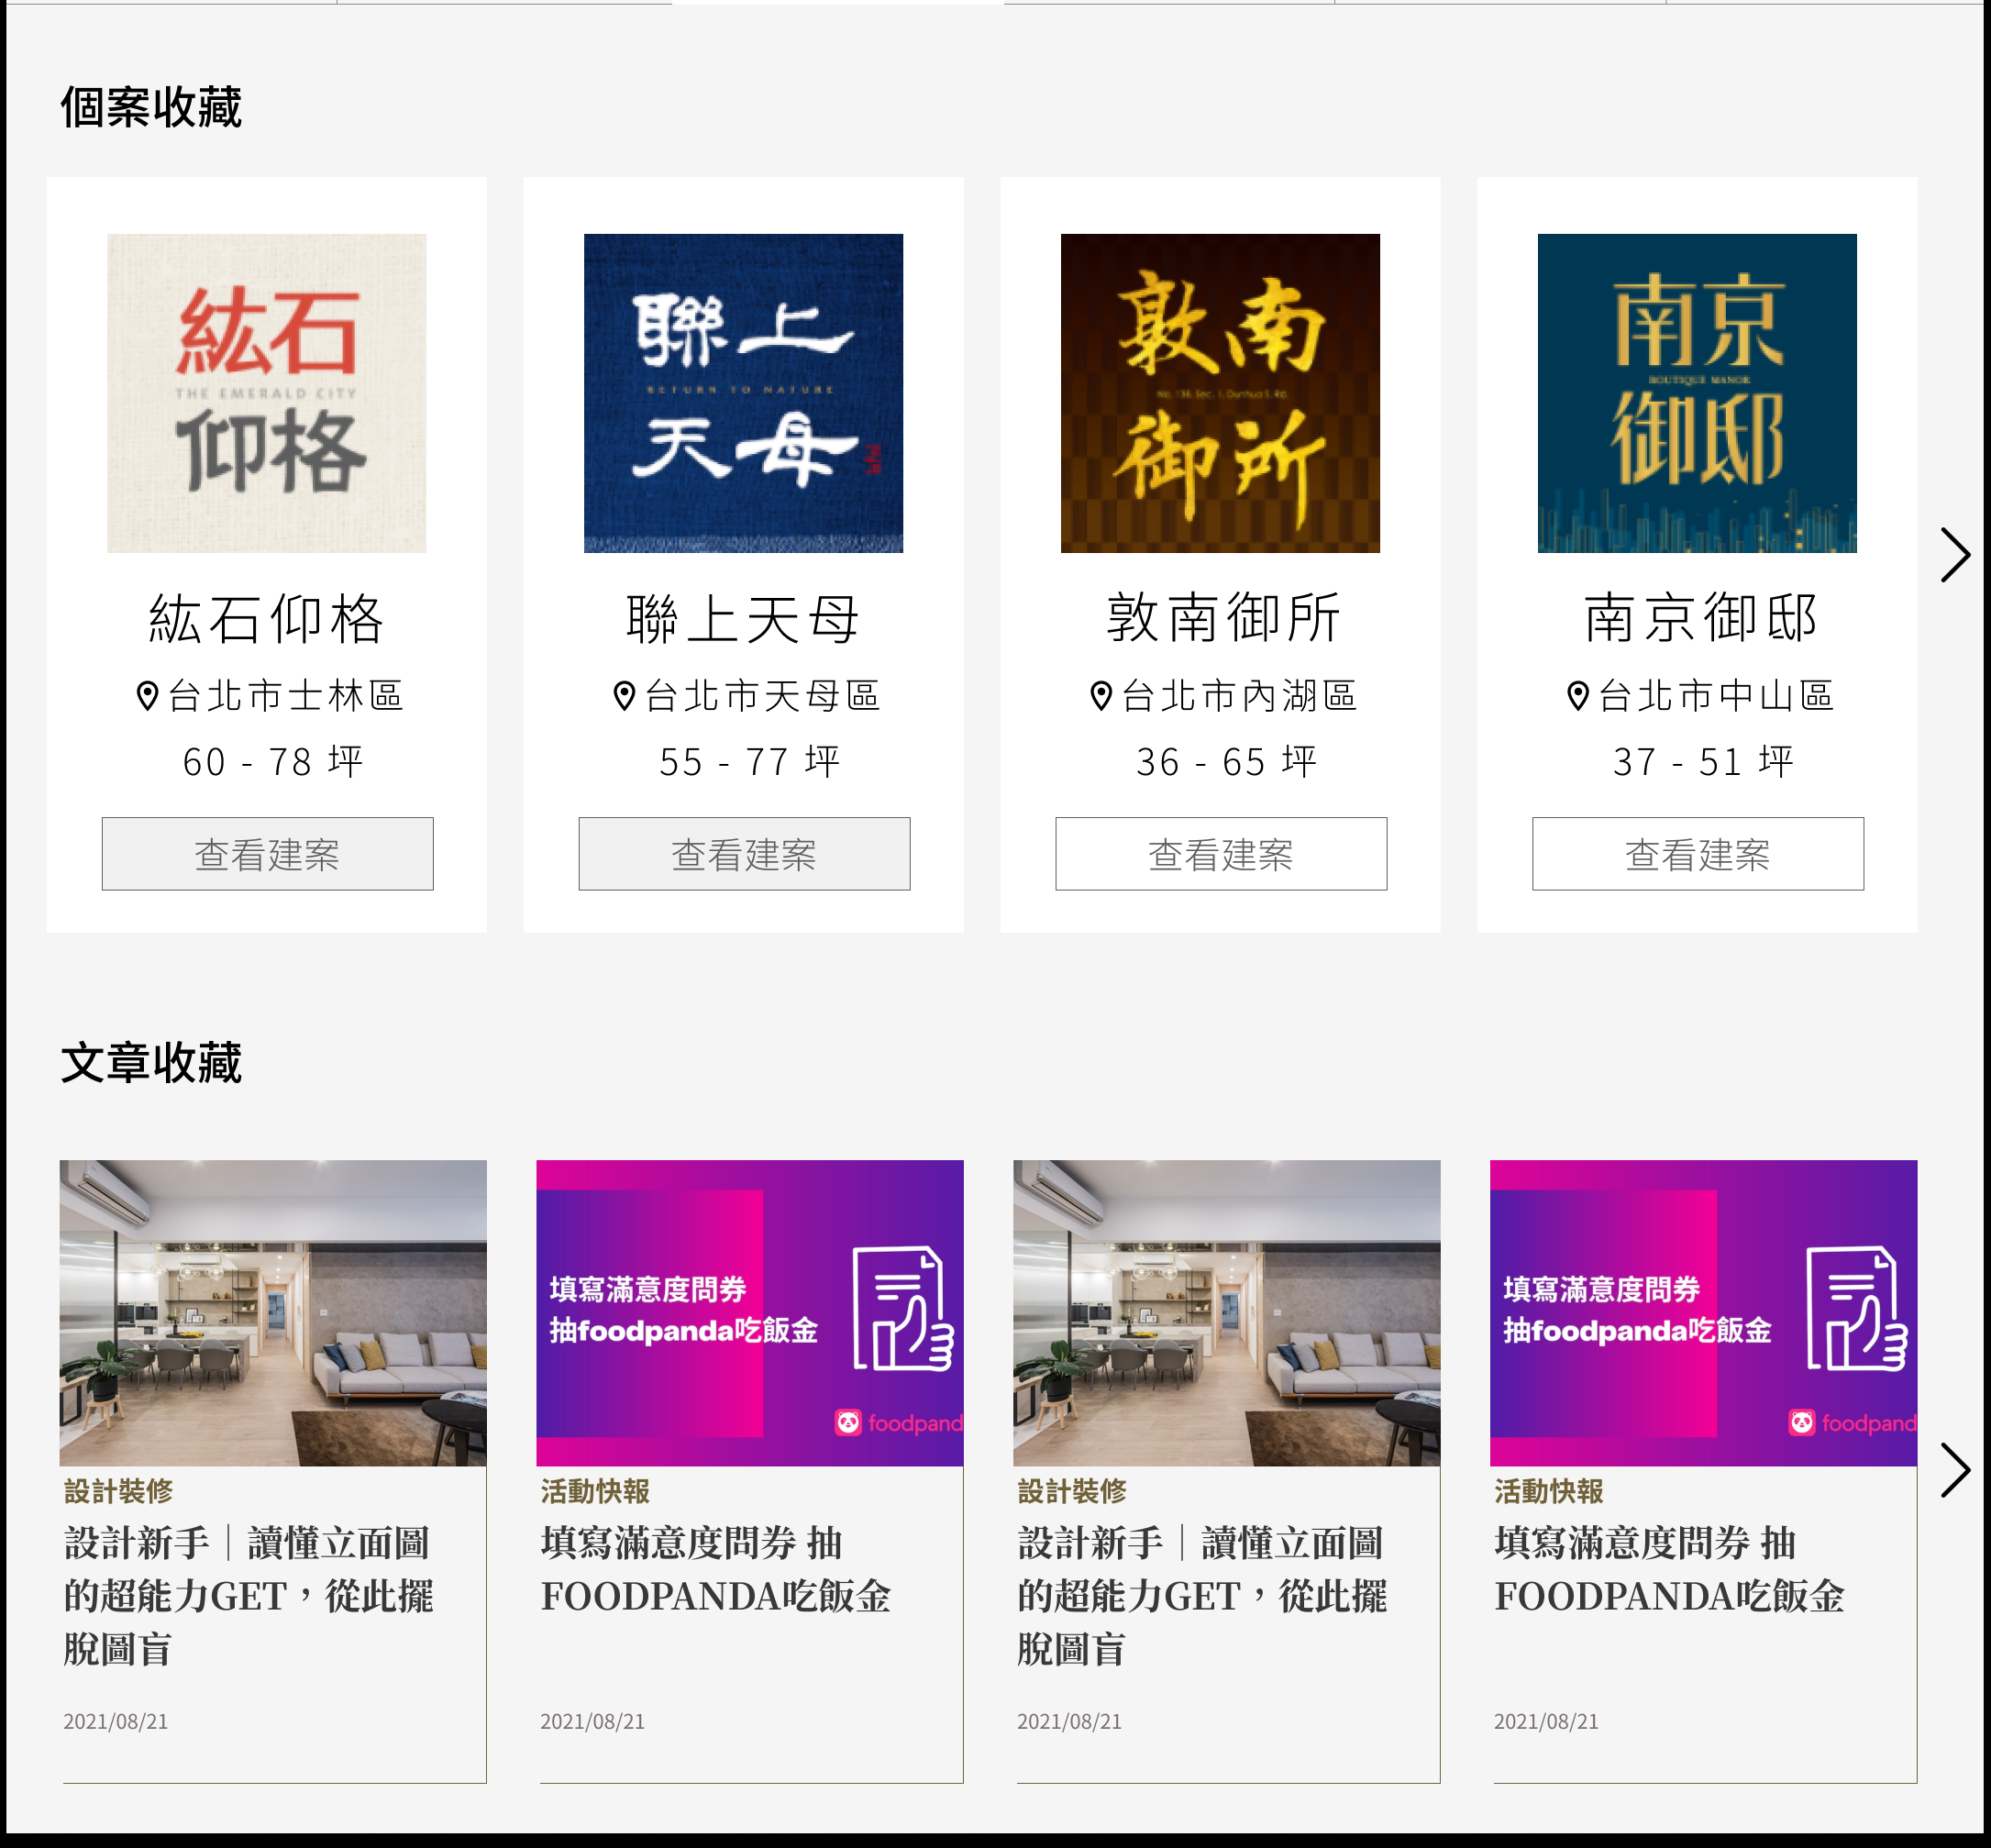 個案收藏
紘石
THE EMERALD CITY
仰格
聯上
RETURN TO NATURE
天母
敦南
No. 138, Sec. 1, Dunhua S. Rd.
御所
南京
BOUTIQUE MANOR
御邸
紘石仰格
聯上天母
敦南御所
南京御邸
台北市士林區
台北市天母區
台北市內湖區
台北市中山區
60 - 78 坪
55 - 77 坪
36 - 65 坪
37 - 51 坪
查看建案
查看建案
查看建案
查看建案
文章收藏
填寫滿意度問券
抽foodpanda吃飯金
foodpand
填寫滿意度問券
抽foodpanda吃飯金
foodpand
設計裝修
設計新手｜讀懂立面圖
的超能力GET，從此擺
脫圖盲
2021/08/21
活動快報
填寫滿意度問券 抽
FOODPANDA吃飯金
2021/08/21
設計裝修
設計新手｜讀懂立面圖
的超能力GET，從此擺
脫圖盲
2021/08/21
活動快報
填寫滿意度問券 抽
FOODPANDA吃飯金
2021/08/21